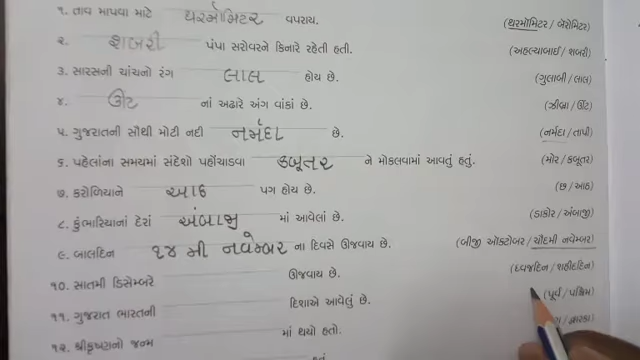 ૧. તાવ માપવા માટે થરમોમિટર વપરાય. (થરમોમિટર / બેરોમિટર)
૨. શબરી પંપા સરોવરને કિનારે રહેતી હતી. (અહલ્યાબાઈ / શબરી)
૩. સારસની ચાંચનો રંગ લાલ હોય છે. (ગુલાબી / લાલ)
૪. ઊંટ નાં અઢારે અંગ વાંકાં છે. (ઝીબ્રા / ઊંટ)
૫. ગુજરાતની સૌથી મોટી નદી નર્મદા છે. (નર્મદા / તાપી)
૬. પહેલાંના સમયમાં સંદેશો પહોંચાડવા કબૂતર ને મોકલવામાં આવતું હતું. (મોર / કબૂતર)
૭. કરોળિયાને આઠ પગ હોય છે. (છ / આઠ)
૮. કુંભારિયાનાં દેરાં અંબાજી માં આવેલાં છે. (ડાકોર / અંબાજી)
૯. બાલદિન ૧૪ મી નવેમ્બર ના દિવસે ઊજવાય છે. (બીજી ઑક્ટોબર / ચૌદમી નવેમ્બર)
૧૦. સાતમી ડિસેમ્બરે ઊજવાય છે. (ધ્વજદિન / શહીદદિન)
૧૧. ગુજરાત ભારતની દિશાએ આવેલું છે. (પૂર્વ / પશ્ચિમ)
૧૨. શ્રીકૃષ્ણનો જન્મ માં થયો હતો. / દ્વારકા)